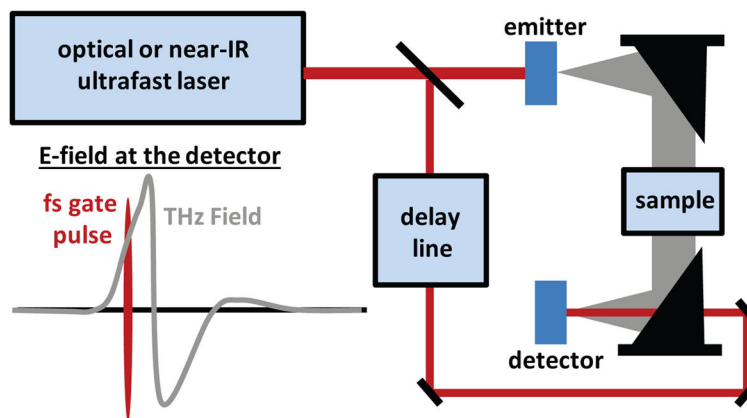 optical or near-IR
ultrafast laser
emitter
E-field at the detector
fs gate
pulse
THz Field
delay
line
sample
detector